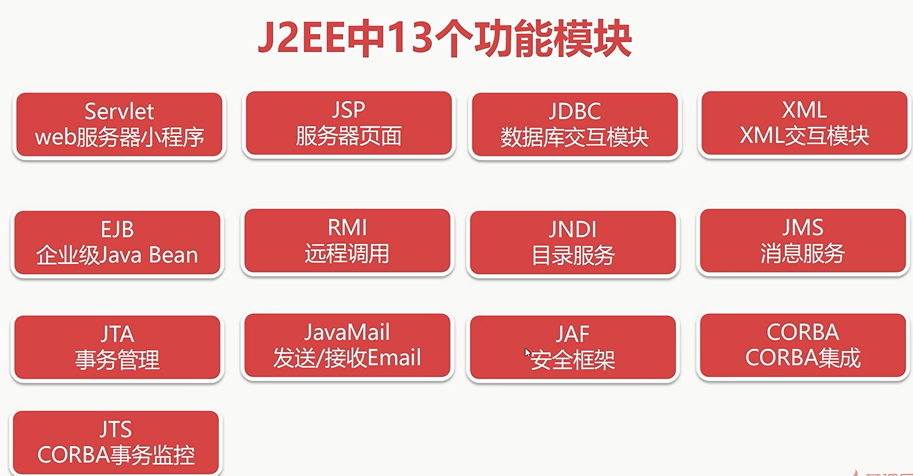 J2EE中13个功能模块
Servlet
web服务器小程序
JSP
服务器页面
JDBC
数据库交互模块
XML
XML交互模块
EJB
企业级Java Bean
RMI
远程调用
JNDI
目录服务
JMS
消息服务
JTA
事务管理
JavaMail
发送/接收Email
JAF
安全框架
CORBA
CORBA集成
JTS
CORBA事务监控